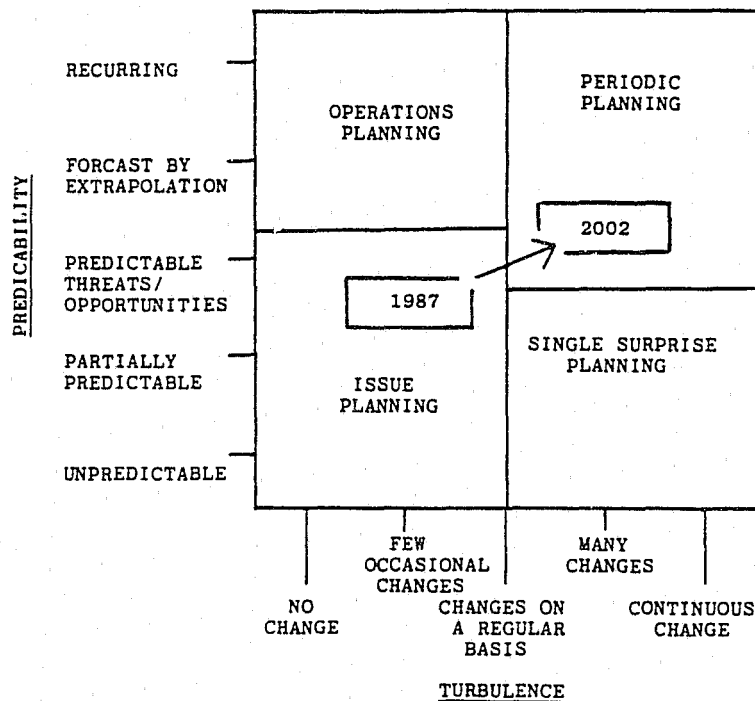 PREDICABILITY
RECURRING
FORCAST BY
EXTRAPOLATION
PREDICTABLE
THREATS/
OPPORTUNITIES
PARTIALLY
PREDICTABLE
UNPREDICTABLE
OPERATIONS
PLANNING
PERIODIC
PLANNING
2002
1987
ISSUE
PLANNING
SINGLE SURPRISE
PLANNING
NO
CHANGE
FEW
OCCASIONAL
CHANGES
CHANGES ON
A REGULAR
BASIS
MANY
CHANGES
CONTINUOUS
CHANGE
TURBULENCE